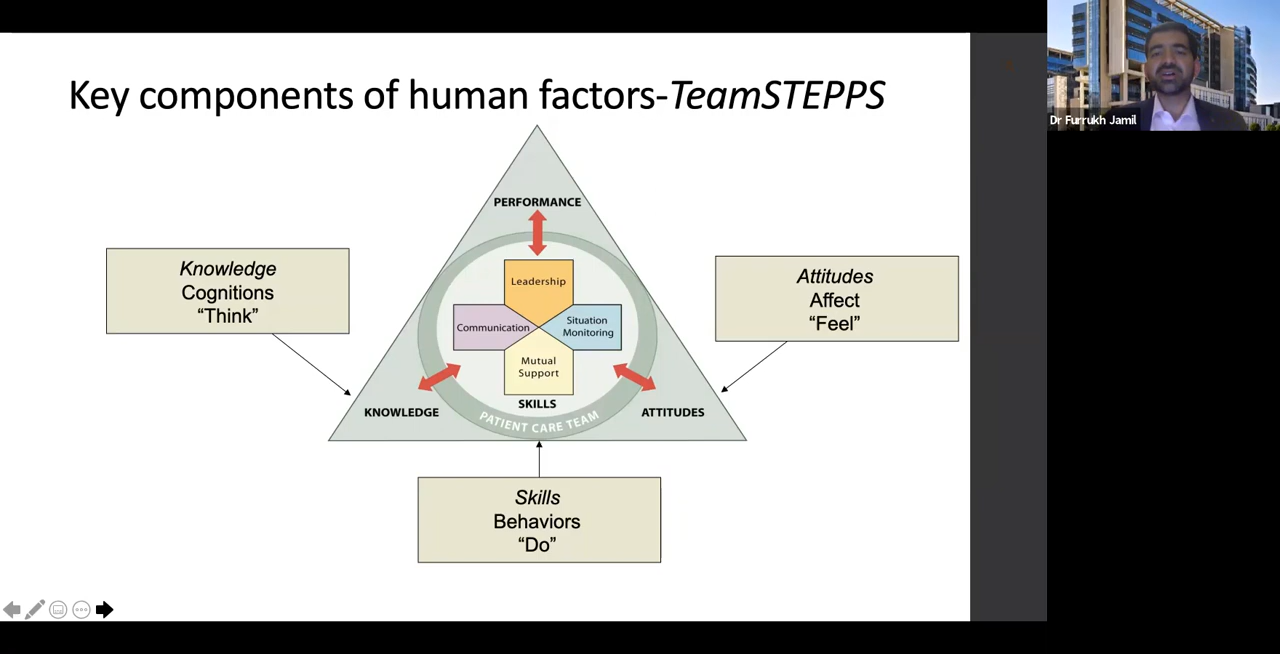 Key components of human factors-TeamSTEPPS
Dr Furrukh Jamil
PERFORMANCE
Knowledge
Cognitions
“Think”
Attitudes
Affect
“Feel”
Leadership
Communication
Situation
Monitoring
Mutual
Support
SKILLS
KNOWLEDGE
ATTITUDES
PATIENT CARE TEAM
Skills
Behaviors
“Do”